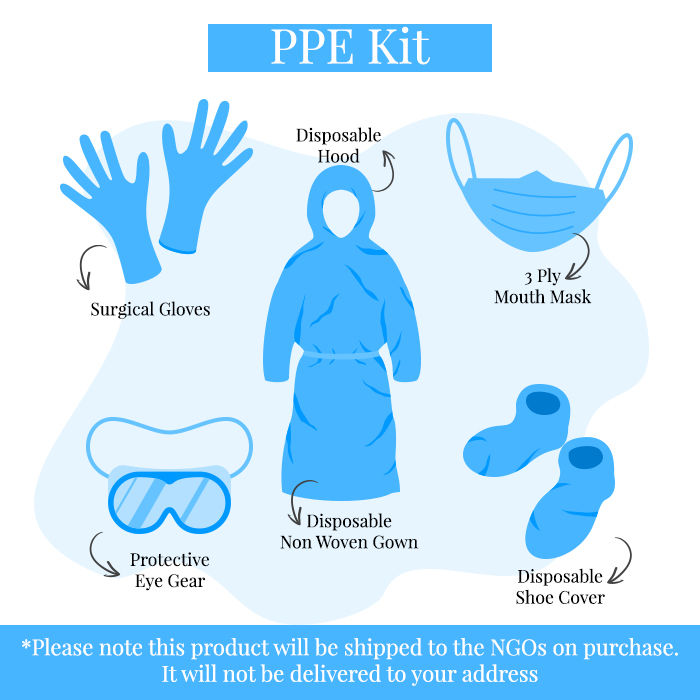 PPE Kit
Disposable
Hood
Surgical Gloves
3 Ply
Mouth Mask
Disposable
Non Woven Gown
Protective
Eye Gear
Disposable
Shoe Cover
*Please note this product will be shipped to the NGOs on purchase.
It will not be delivered to your address